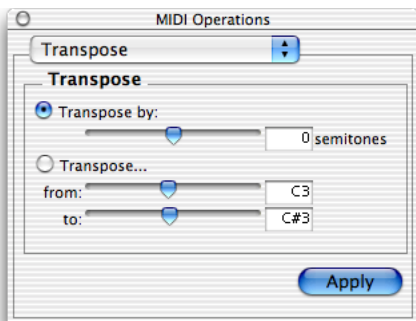 MIDI Operations
Transpose
Transpose
Transpose by:
0 semitones
Transpose...
from: C3
to: C#3
Apply